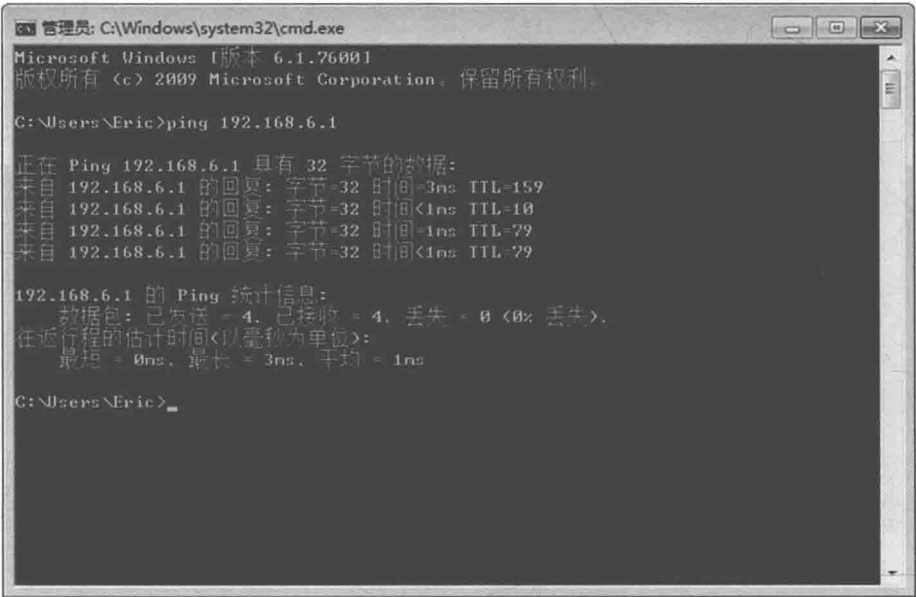 管理员: C:\Windows\system32\cmd.exe
Microsoft Windows [版本 6.1.7600]
版权所有 (c) 2009 Microsoft Corporation。保留所有权利。
C:\Users\Eric>ping 192.168.6.1
正在 Ping 192.168.6.1 具有 32 字节的数据:
来自 192.168.6.1 的回复: 字节=32 时间=3ms TTL=159
来自 192.168.6.1 的回复: 字节=32 时间<1ms TTL=10
来自 192.168.6.1 的回复: 字节=32 时间=1ms TTL=79
来自 192.168.6.1 的回复: 字节=32 时间<1ms TTL=79
192.168.6.1 的 Ping 统计信息:
数据包: 已发送 = 4，已接收 = 4，丢失 = 0 (0% 丢失)，
往返行程的估计时间(以毫秒为单位):
最短 = 0ms，最长 = 3ms，平均 = 1ms
C:\Users\Eric>_